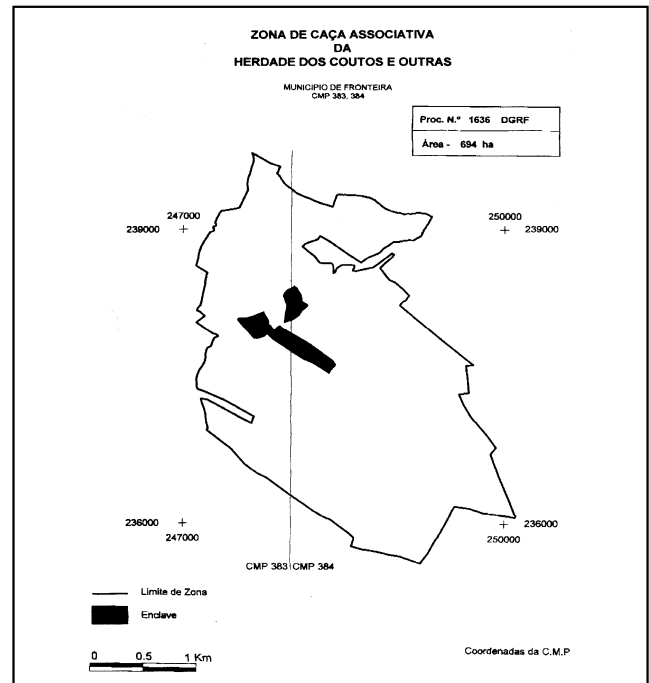 ZONA DE CAÇA ASSOCIATIVA
DA
HERDADE DOS COUTOS E OUTRAS
MUNICIPIO DE FRONTEIRA
CMP 383, 384
Proc. N.º 1636 DGRF
Área - 694 ha
247000
239000
250000
239000
236000
247000
236000
250000
CMP 383 CMP 384
Limite de Zona
Enclave
0 0.5 1 Km
Coordenadas da C.M.P